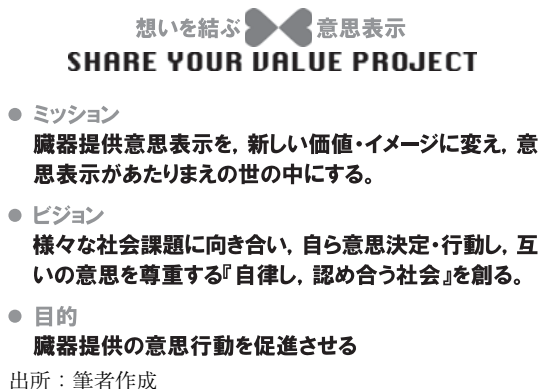 想いを結ぶ 意思表示
SHARE YOUR VALUE PROJECT
● ミッション
臓器提供意思表示を，新しい価値・イメージに変え，意
思表示があたりまえの世の中にする。
● ビジョン
様々な社会課題に向き合い，自ら意思決定・行動し，互
いの意思を尊重する『自律し，認め合う社会』を創る。
● 目的
臓器提供の意思行動を促進させる
出所：筆者作成